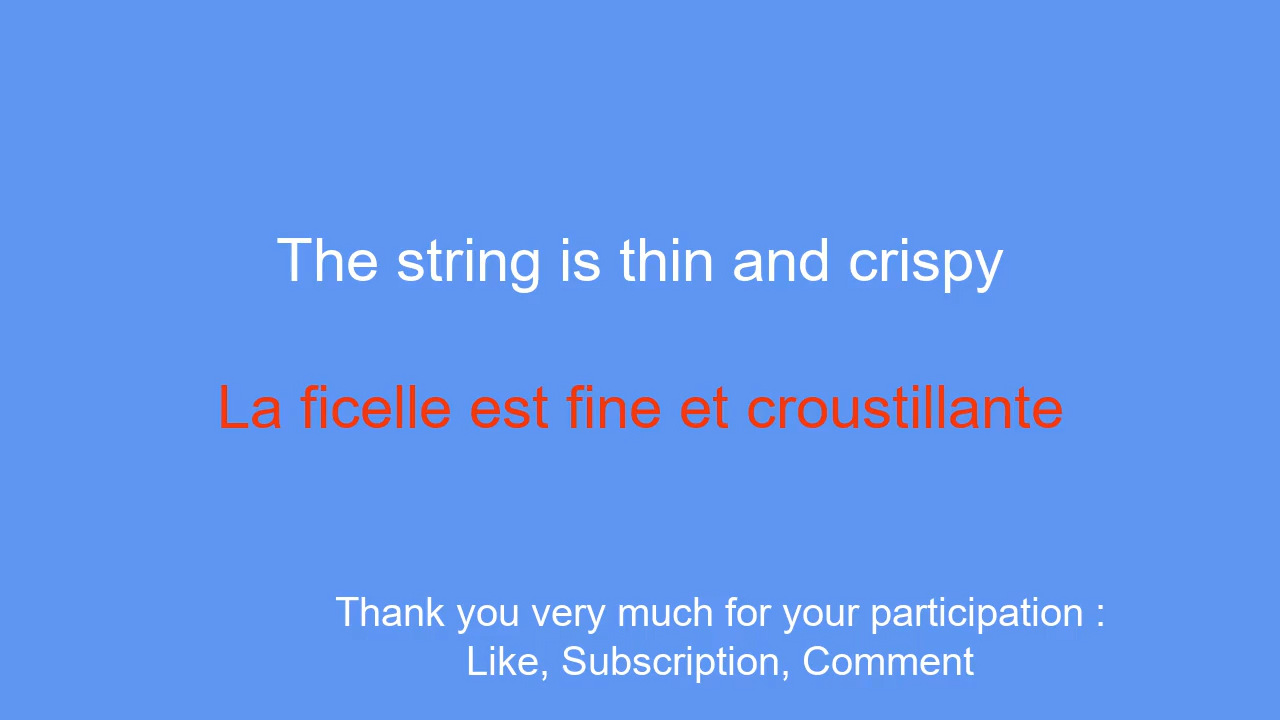 The string is thin and crispy
La ficelle est fine et croustillante
Thank you very much for your participation :
Like, Subscription, Comment